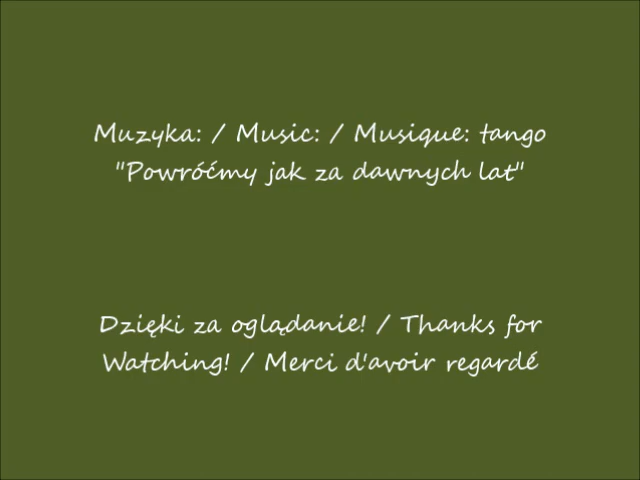 Muzyka: / Music: / Musique: tango
"Powróćmy jak za dawnych lat"
Dzięki za oglądanie! / Thanks for
Watching! / Merci d'avoir regardé